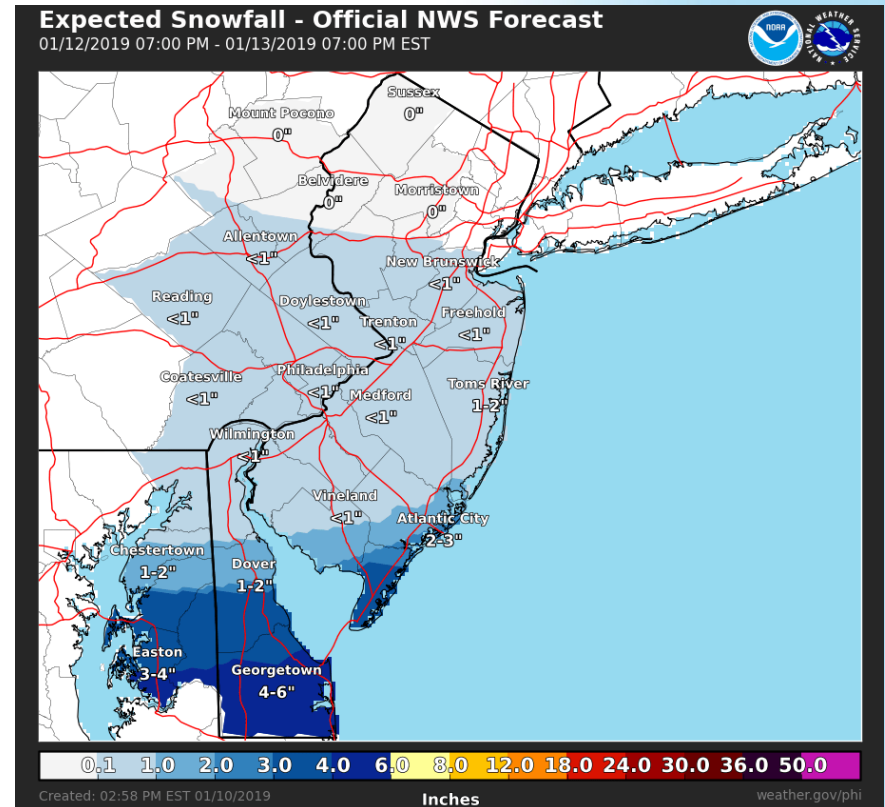 Expected Snowfall - Official NWS Forecast
01/12/2019 07:00 PM - 01/13/2019 07:00 PM EST
NOAA
NATIONAL WEATHER SERVICE
Sussex
0"
Mount Pocono
0"
Belvidere
0"
Morristown
0"
Allentown
<1"
New Brunswick
<1"
Reading
<1"
Doylestown
<1"
Freehold
<1"
Trenton
<1"
Coatesville
<1"
Philadelphia
<1"
Medford
<1"
Toms River
1-2"
Wilmington
<1"
Vineland
<1"
Atlantic City
2-3"
Chestertown
1-2"
Dover
1-2"
Easton
3-4"
Georgetown
4-6"
0.1 1.0 2.0 3.0 4.0 6.0 8.0 12.0 18.0 24.0 30.0 36.0 50.0
Created: 02:58 PM EST 01/10/2019
Inches
weather.gov/phi